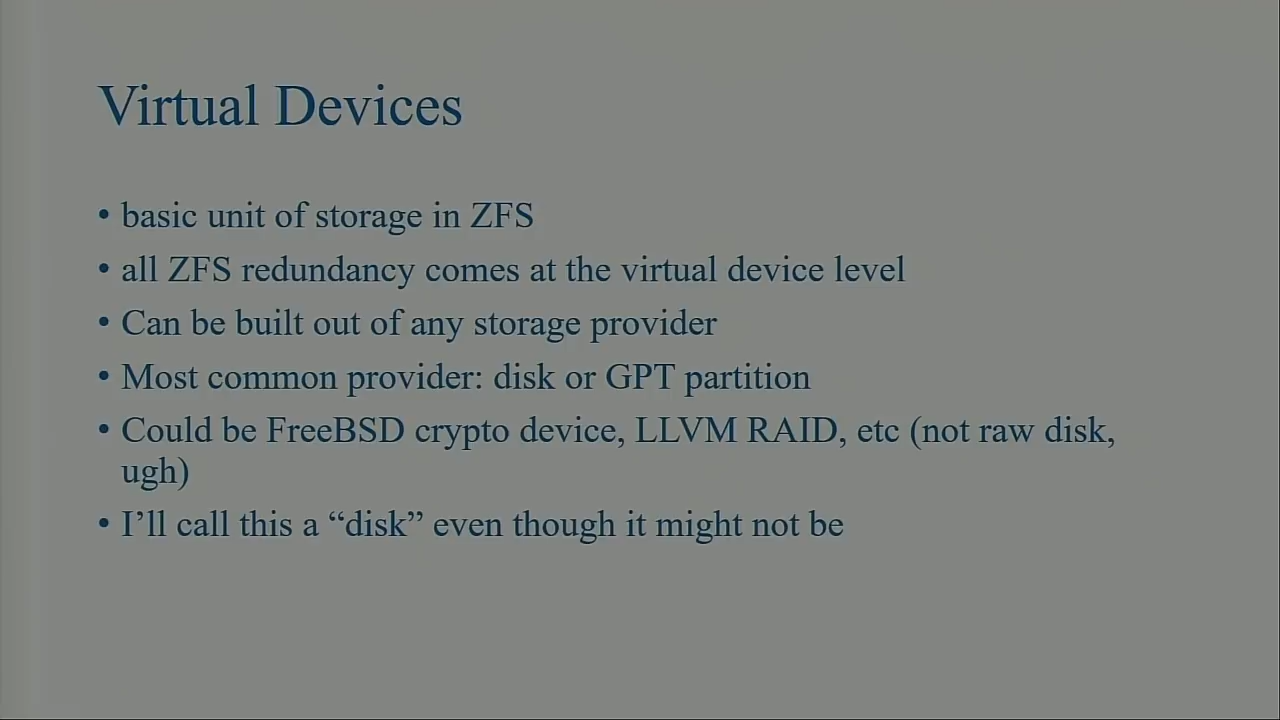 Virtual Devices
• basic unit of storage in ZFS
• all ZFS redundancy comes at the virtual device level
• Can be built out of any storage provider
• Most common provider: disk or GPT partition
• Could be FreeBSD crypto device, LLVM RAID, etc (not raw disk,
ugh)
• I’ll call this a “disk” even though it might not be